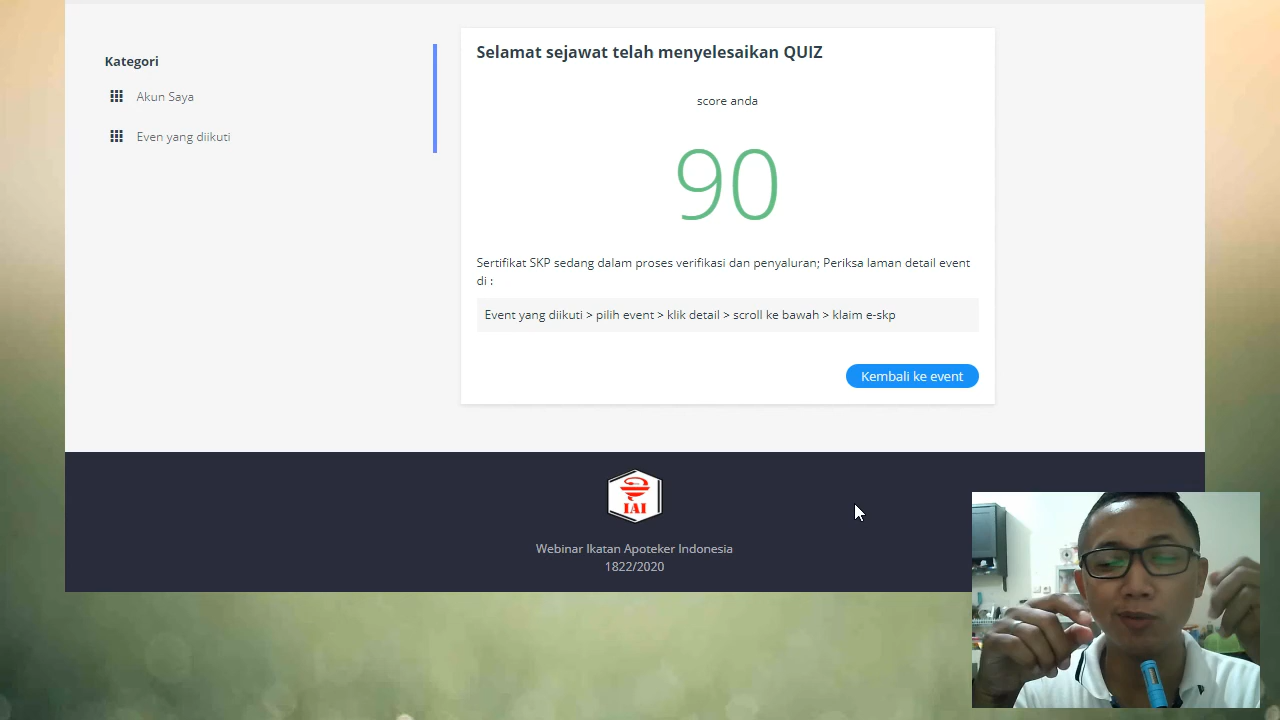 Kategori
Akun Saya
Even yang diikuti
Selamat sejawat telah menyelesaikan QUIZ
score anda
90
Sertifikat SKP sedang dalam proses verifikasi dan penyaluran; Periksa laman detail event
di :
Event yang diikuti > pilih event > klik detail > scroll ke bawah > klaim e-skp
Kembali ke event
IAI
Webinar Ikatan Apoteker Indonesia
1822/2020